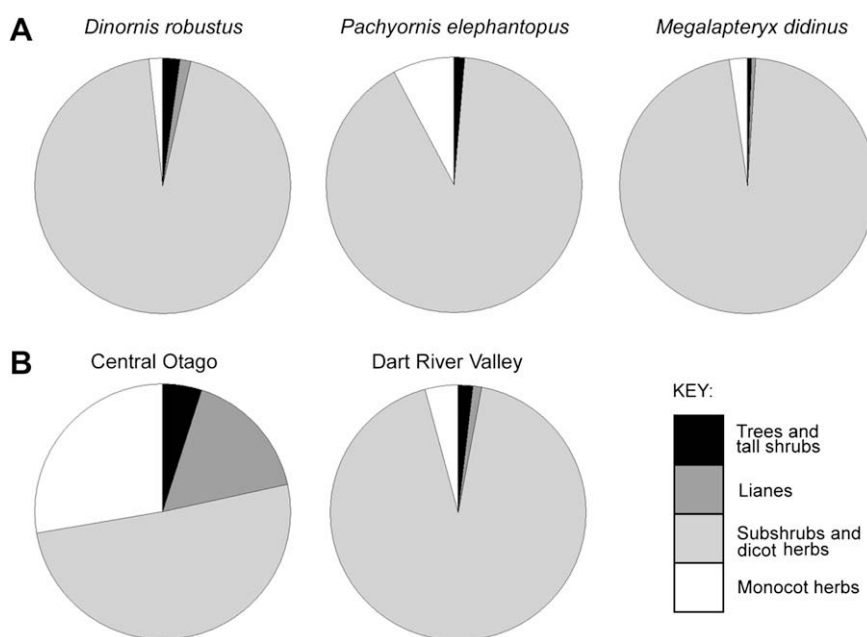 A
Dinornis robustus
Pachyornis elephantopus
Megalapteryx didinus
B
Central Otago
Dart River Valley
KEY:
Trees and
tall shrubs
Lianes
Subshrubs and
dicot herbs
Monocot herbs